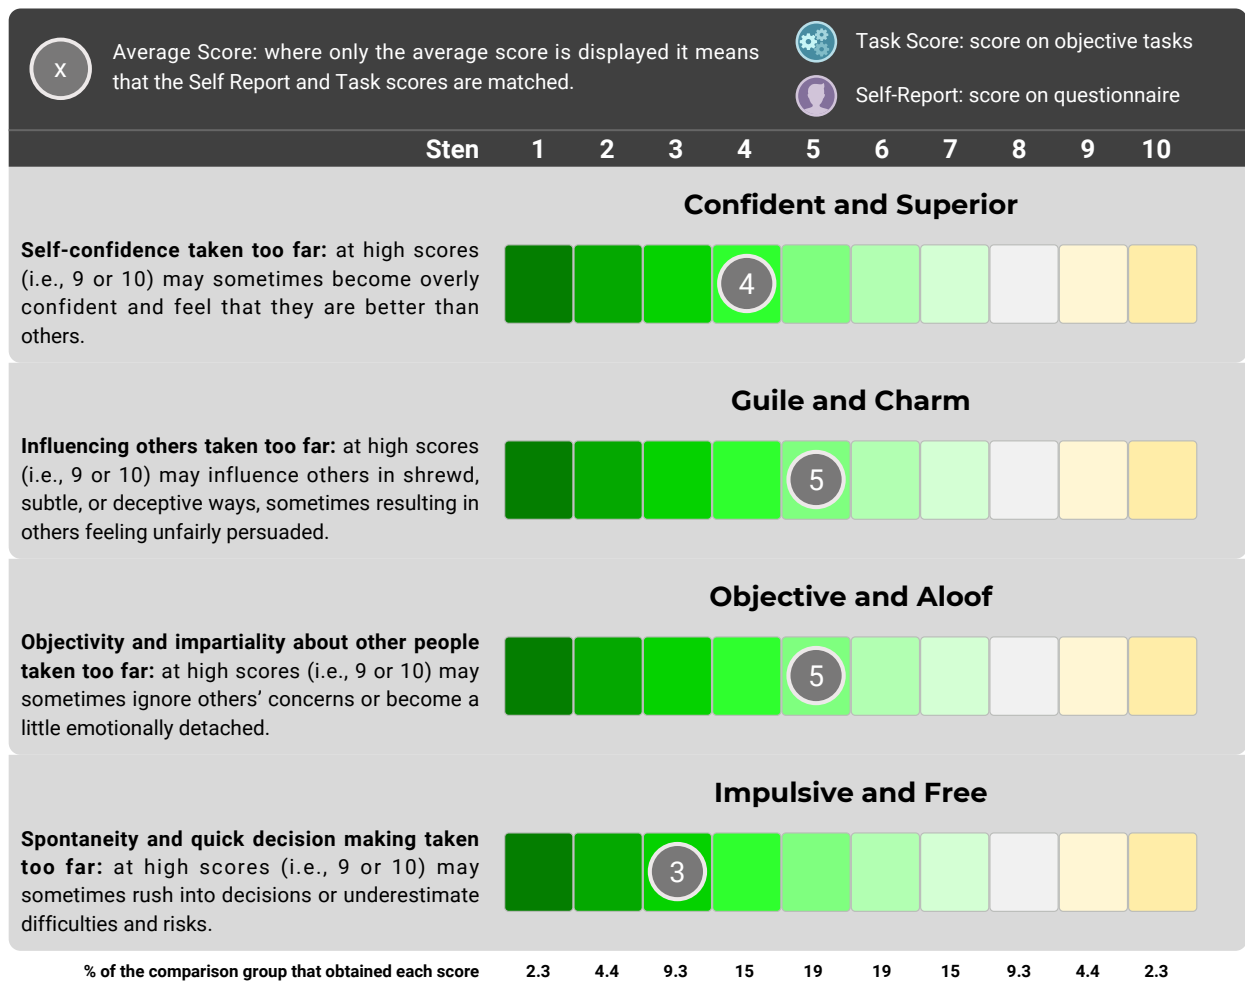 x
Average Score: where only the average score is displayed it means
that the Self Report and Task scores are matched.
Task Score: score on objective tasks
Self-Report: score on questionnaire
Sten 1 2 3 4 5 6 7 8 9 10
Confident and Superior
Self-confidence taken too far: at high scores
(i.e., 9 or 10) may sometimes become overly
confident and feel that they are better than
others.
4
Guile and Charm
Influencing others taken too far: at high scores
(i.e., 9 or 10) may influence others in shrewd,
subtle, or deceptive ways, sometimes resulting in
others feeling unfairly persuaded.
5
Objective and Aloof
Objectivity and impartiality about other people
taken too far: at high scores (i.e., 9 or 10) may
sometimes ignore others’ concerns or become a
little emotionally detached.
5
Impulsive and Free
Spontaneity and quick decision making taken
too far: at high scores (i.e., 9 or 10) may
sometimes rush into decisions or underestimate
difficulties and risks.
3
% of the comparison group that obtained each score 2.3 4.4 9.3 15 19 19 15 9.3 4.4 2.3